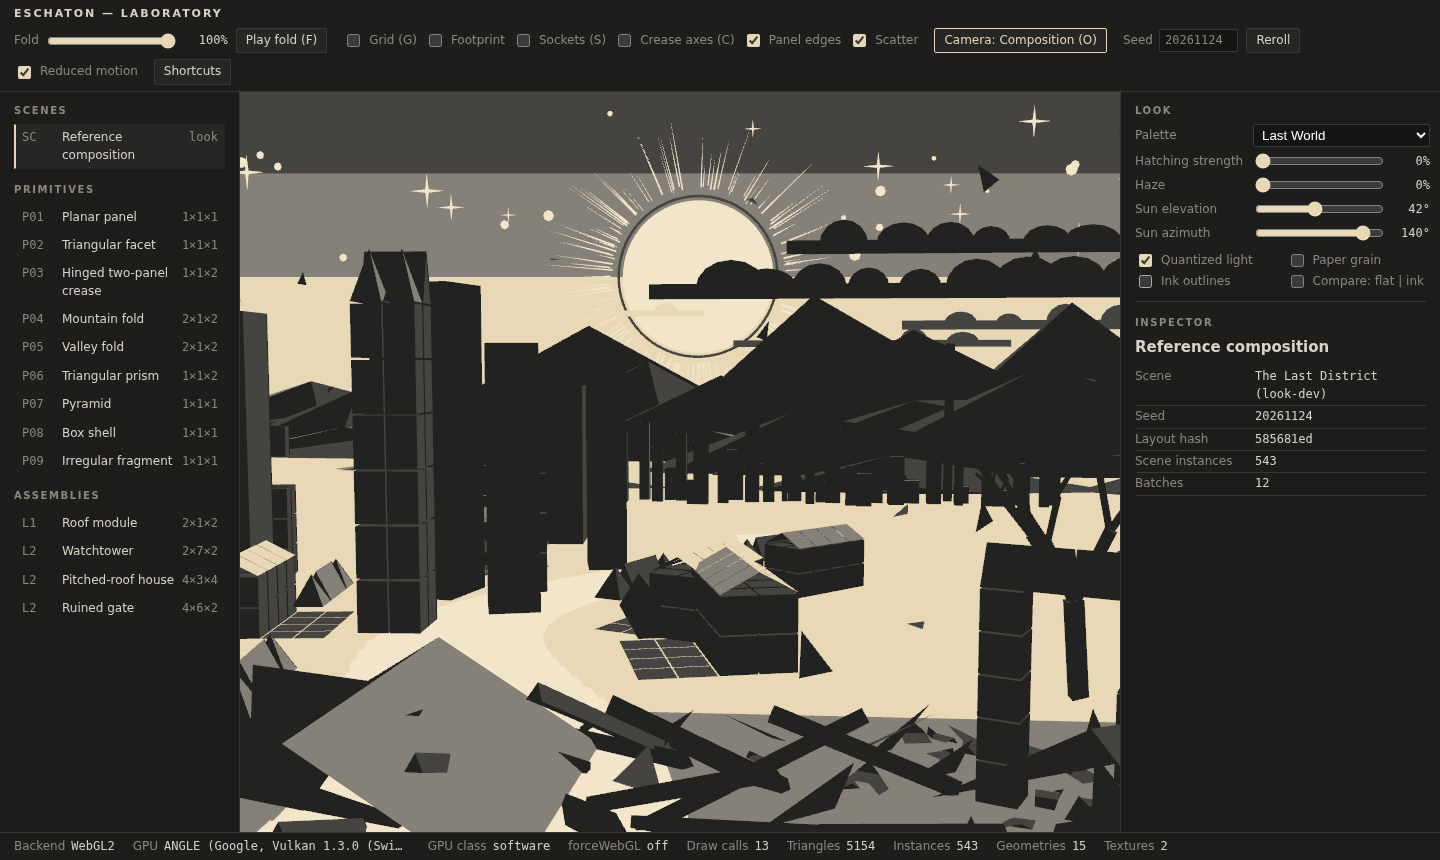 ESCHATON — LABORATORY
Fold 100% Play fold (F) Grid (G) Footprint Sockets (S) Crease axes (C) Panel edges Scatter Camera: Composition (O) Seed 20261124 Reroll
Reduced motion Shortcuts
SCENES
SC Reference composition look
PRIMITIVES
P01 Planar panel 1×1×1
P02 Triangular facet 1×1×1
P03 Hinged two-panel crease 1×1×2
P04 Mountain fold 2×1×2
P05 Valley fold 2×1×2
P06 Triangular prism 1×1×2
P07 Pyramid 1×1×1
P08 Box shell 1×1×1
P09 Irregular fragment 1×1×1
ASSEMBLIES
L1 Roof module 2×1×2
L2 Watchtower 2×7×2
L2 Pitched-roof house 4×3×4
L2 Ruined gate 4×6×2
LOOK
Palette Last World
Hatching strength 0%
Haze 0%
Sun elevation 42°
Sun azimuth 140°
Quantized light Paper grain
Ink outlines Compare: flat | ink
INSPECTOR
Reference composition
Scene The Last District (look-dev)
Seed 20261124
Layout hash 585681ed
Scene instances 543
Batches 12
Backend WebGL2 GPU ANGLE (Google, Vulkan 1.3.0 (Swi… GPU class software forceWebGL off Draw calls 13 Triangles 5154 Instances 543 Geometries 15 Textures 2